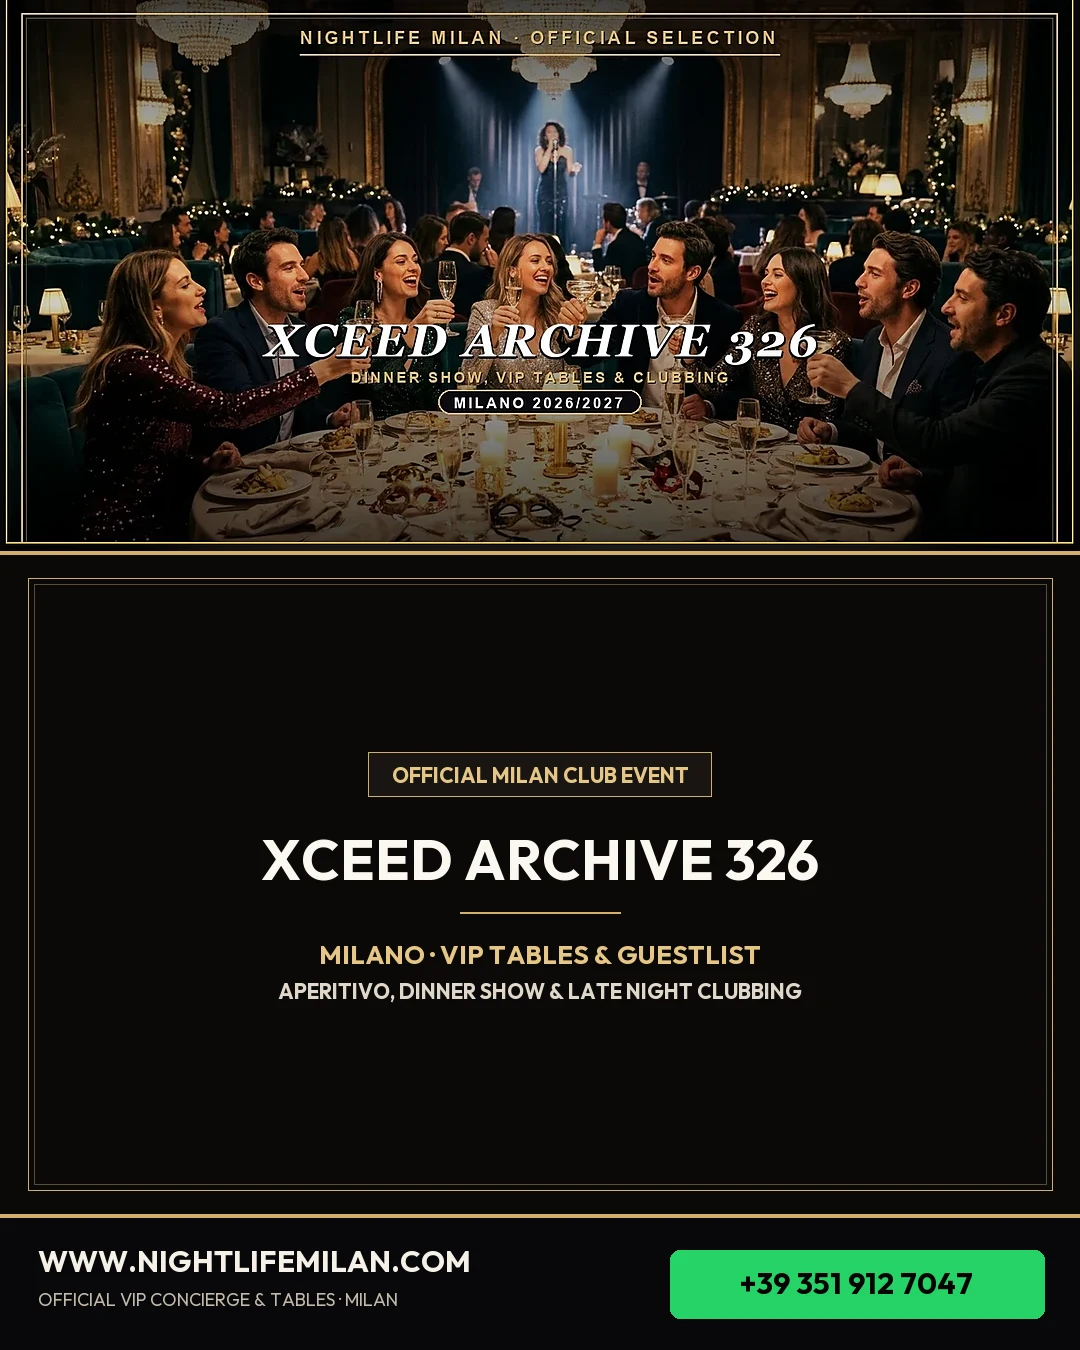 NIGHTLIFE MILAN · OFFICIAL SELECTION
XCEED ARCHIVE 326
DINNER SHOW, VIP TABLES & CLUBBING
MILANO 2026/2027
OFFICIAL MILAN CLUB EVENT
XCEED ARCHIVE 326
MILANO · VIP TABLES & GUESTLIST
APERITIVO, DINNER SHOW & LATE NIGHT CLUBBING
WWW.NIGHTLIFEMILAN.COM
OFFICIAL VIP CONCIERGE & TABLES · MILAN
+39 351 912 7047